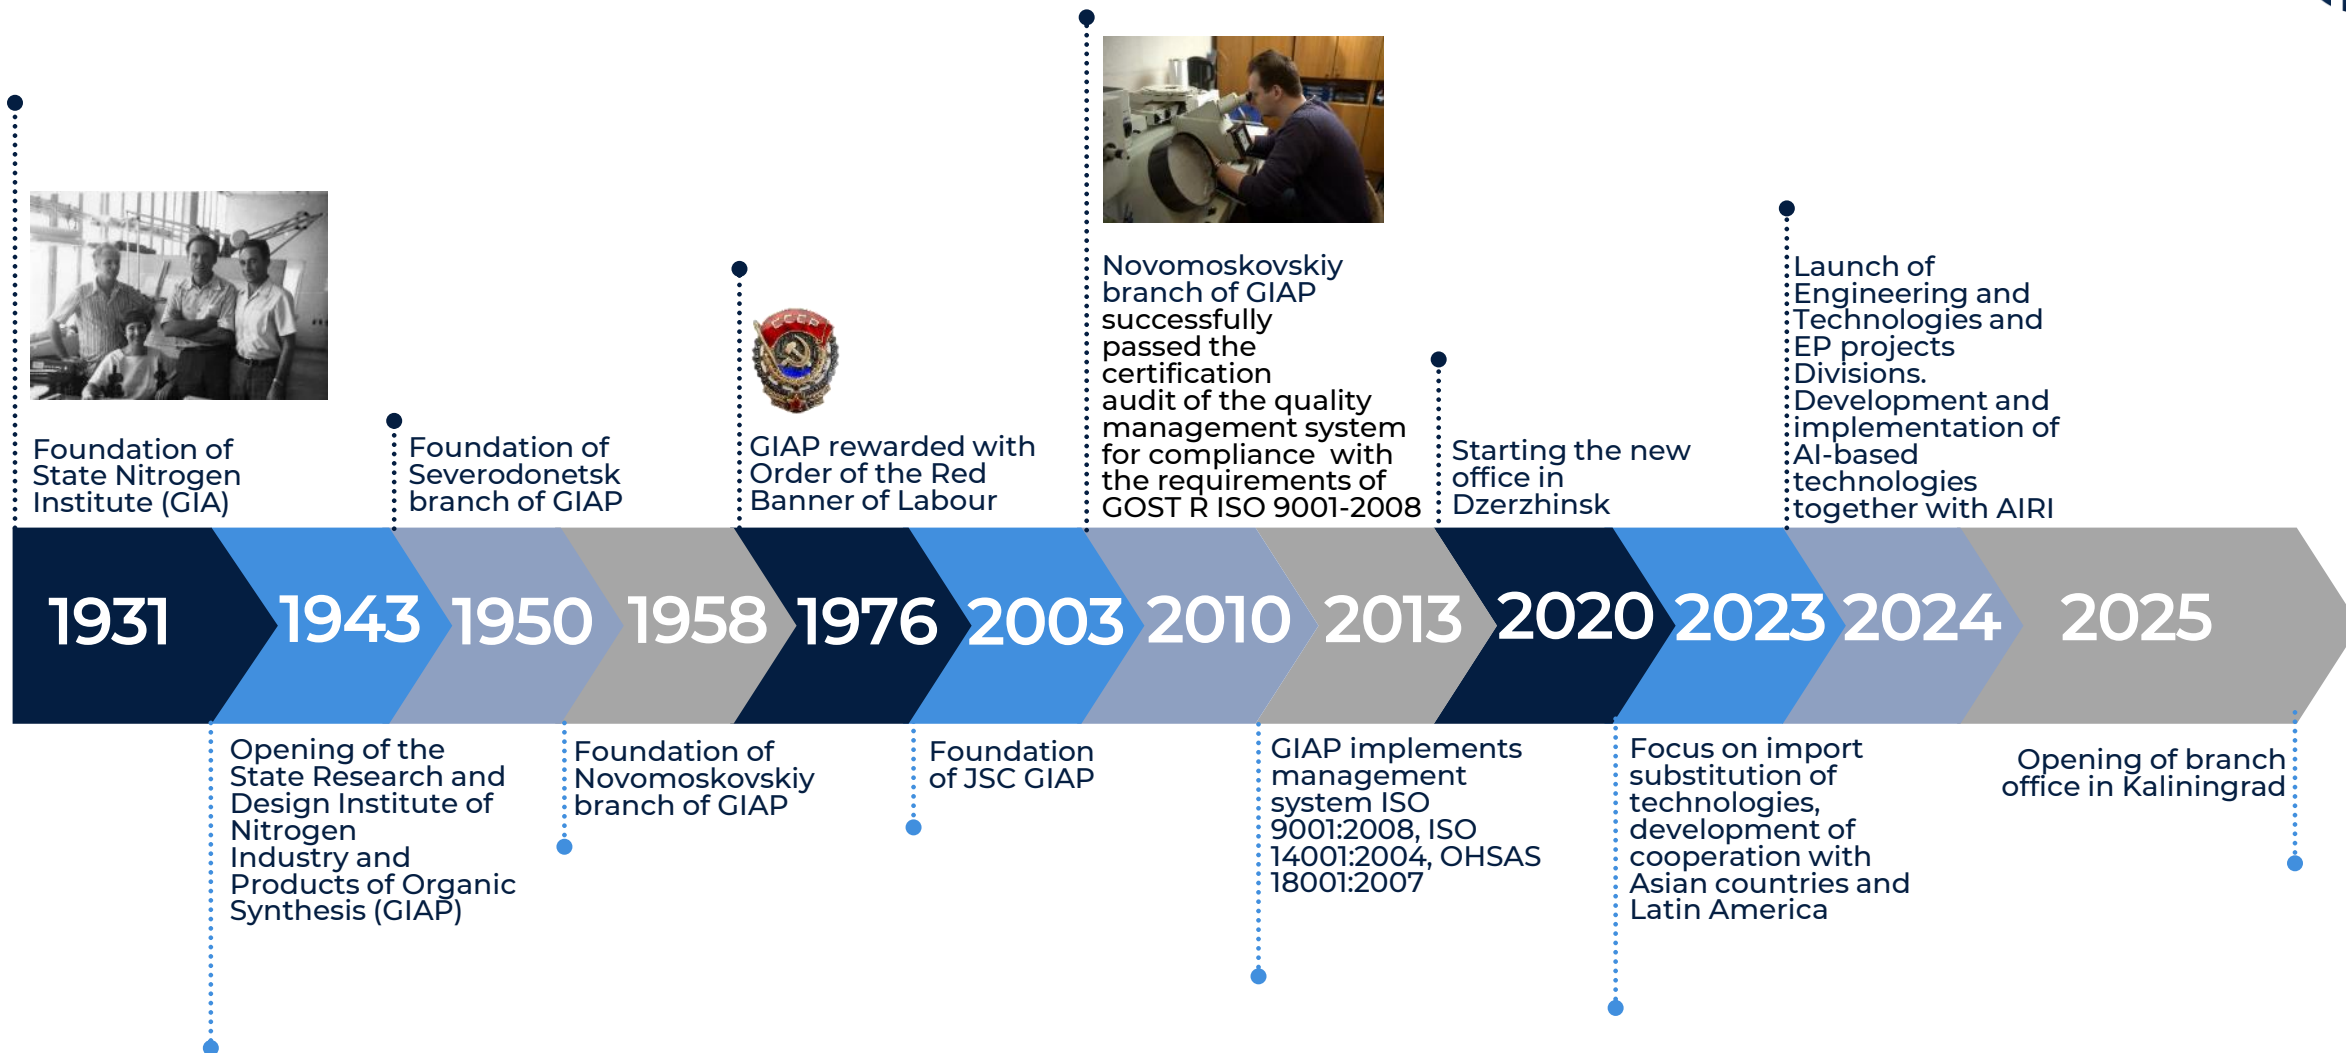 Foundation of
State Nitrogen
Institute (GIA)
Foundation of
Severodonetsk
branch of GIAP
СССР
GIAP rewarded with
Order of the Red
Banner of Labour
Novomoskovskiy
branch of GIAP
successfully
passed the
certification
audit of the quality
management system
for compliance with
the requirements of
GOST R ISO 9001-2008
Starting the new
office in
Dzerzhinsk
Launch of
Engineering and
Technologies and
EP projects
Divisions.
Development and
implementation of
AI-based
technologies
together with AIRI
1931 1943 1950 1958 1976 2003 2010 2013 2020 2023 2024 2025
Opening of the
State Research and
Design Institute of
Nitrogen
Industry and
Products of Organic
Synthesis (GIAP)
Foundation of
Novomoskovskiy
branch of GIAP
Foundation
of JSC GIAP
GIAP implements
management
system ISO
9001:2008, ISO
14001:2004, OHSAS
18001:2007
Focus on import
substitution of
technologies,
development of
cooperation with
Asian countries and
Latin America
Opening of branch
office in Kaliningrad